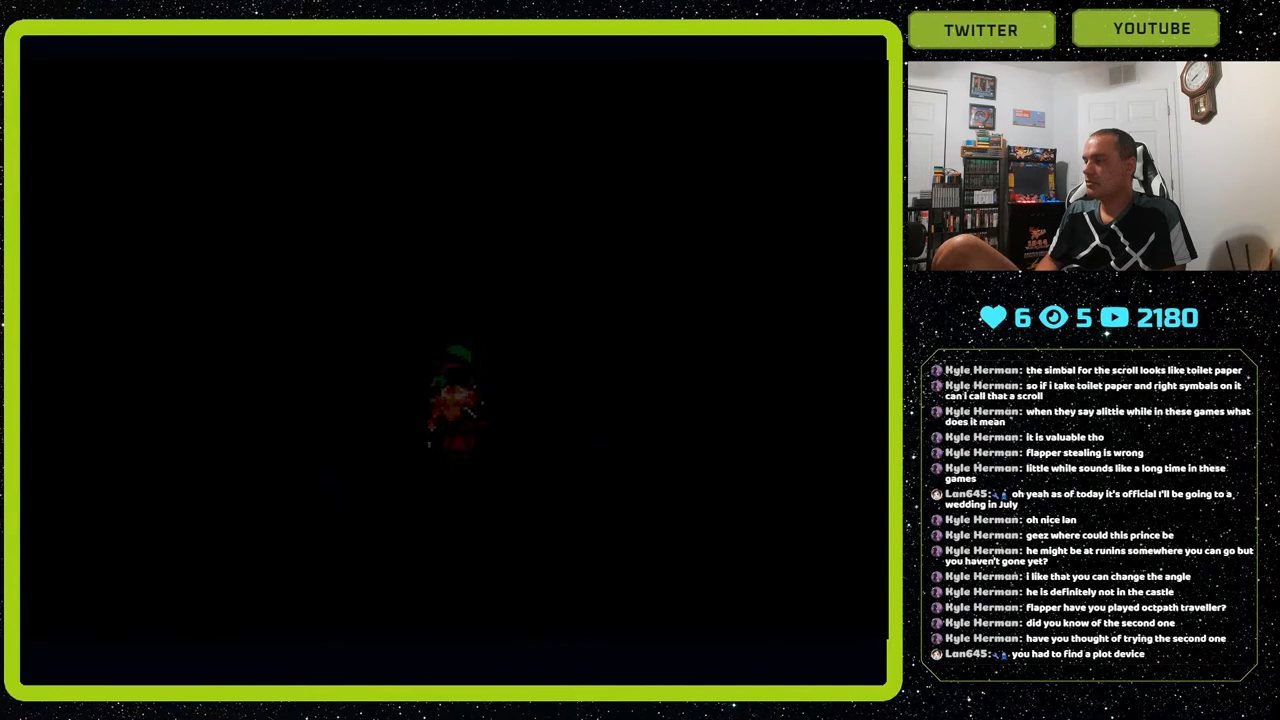 TWITTER
YOUTUBE
6
5
2180
Kyle Herman: the simbal for the scroll looks like toilet paper
Kyle Herman: so if i take toilet paper and right symbols on it
can i call that a scroll
Kyle Herman: when they say alittle while in these games what
does it mean
Kyle Herman: it is valuable tho
Kyle Herman: flapper stealing is wrong
Kyle Herman: little while sounds like a long time in these
games
Lan645: oh yeah as of today it's official I'll be going to a
wedding in July
Kyle Herman: oh nice lan
Kyle Herman: geez where could this prince be
Kyle Herman: he might be at runins somewhere you can go but
you haven't gone yet?
Kyle Herman: i like that you can change the angle
Kyle Herman: he is definitely not in the castle
Kyle Herman: flapper have you played octpath traveller?
Kyle Herman: did you know of the second one
Kyle Herman: have you thought of trying the second one
Lan645: you had to find a plot device